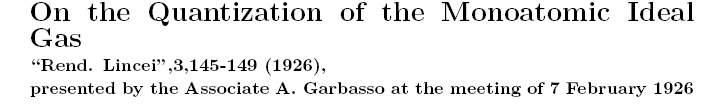 On the Quantization of the Monoatomic Ideal
Gas
“Rend. Lincei”,3,145-149 (1926),
presented by the Associate A. Garbasso at the meeting of 7 February 1926